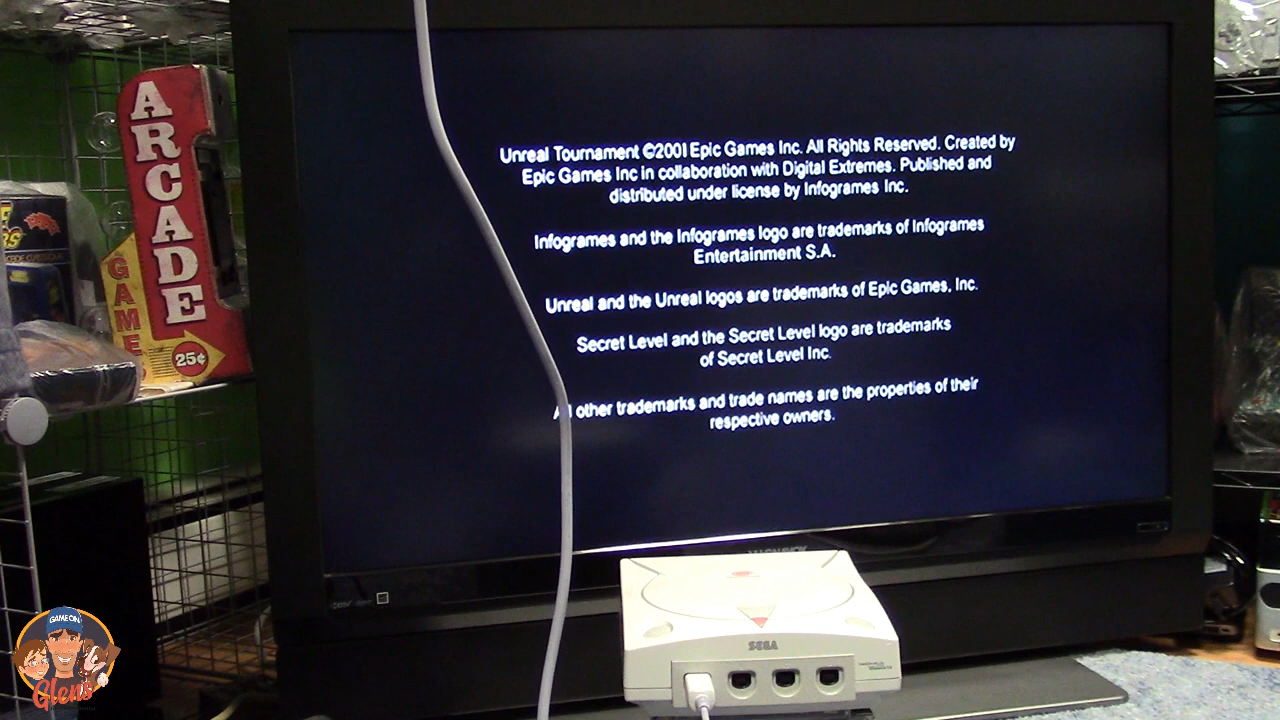 Unreal Tournament ©2001 Epic Games Inc. All Rights Reserved. Created by
Epic Games Inc in collaboration with Digital Extremes. Published and
distributed under license by Infogrames Inc.
Infogrames and the Infogrames logo are trademarks of Infogrames
Entertainment S.A.
Unreal and the Unreal logos are trademarks of Epic Games, Inc.
Secret Level and the Secret Level logo are trademarks
of Secret Level Inc.
All other trademarks and trade names are the properties of their
respective owners.
ARCADE
GAME
25¢
SEGA
GAME ON
Glens